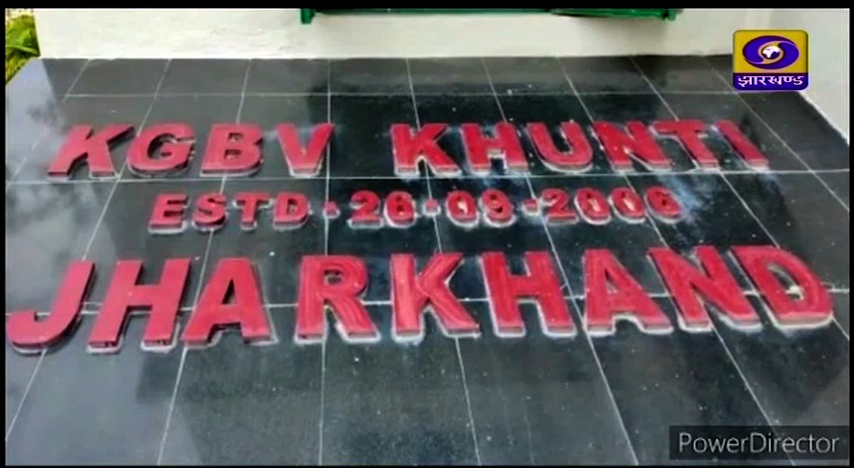 झारखण्ड
KGBV KHUNTI
ESTD-26-09-2006
JHARKHAND
PowerDirector